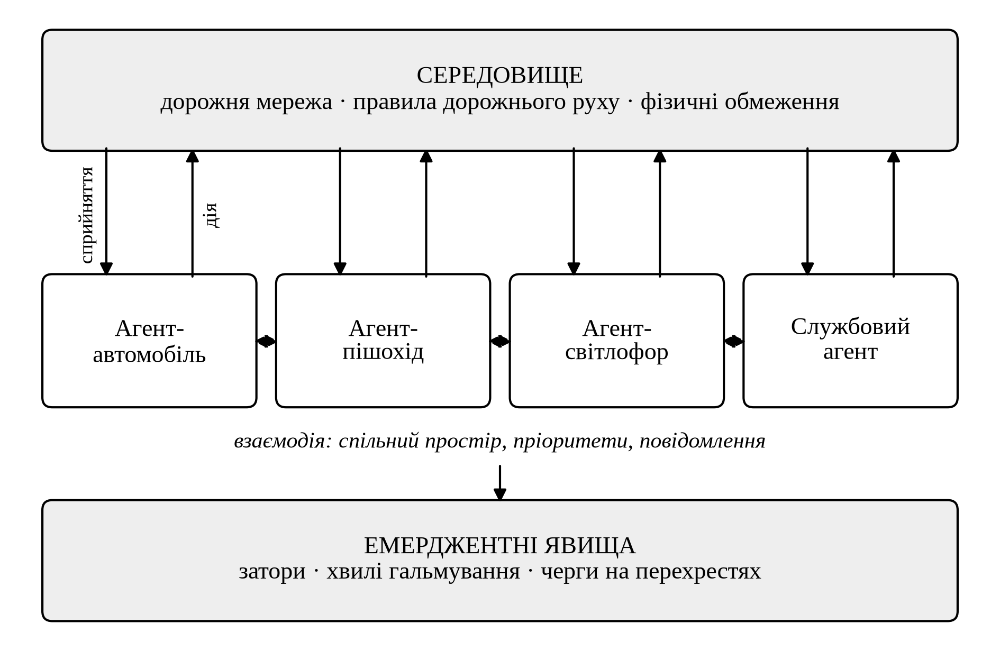 СЕРЕДОВИЩЕ
дорожня мережа · правила дорожнього руху · фізичні обмеження
сприйняття
дія
Агент-
автомобіль
Агент-
пішохід
Агент-
світлофор
Службовий
агент
взаємодія: спільний простір, пріоритети, повідомлення
ЕМЕРДЖЕНТНІ ЯВИЩА
затори · хвилі гальмування · черги на перехрестях